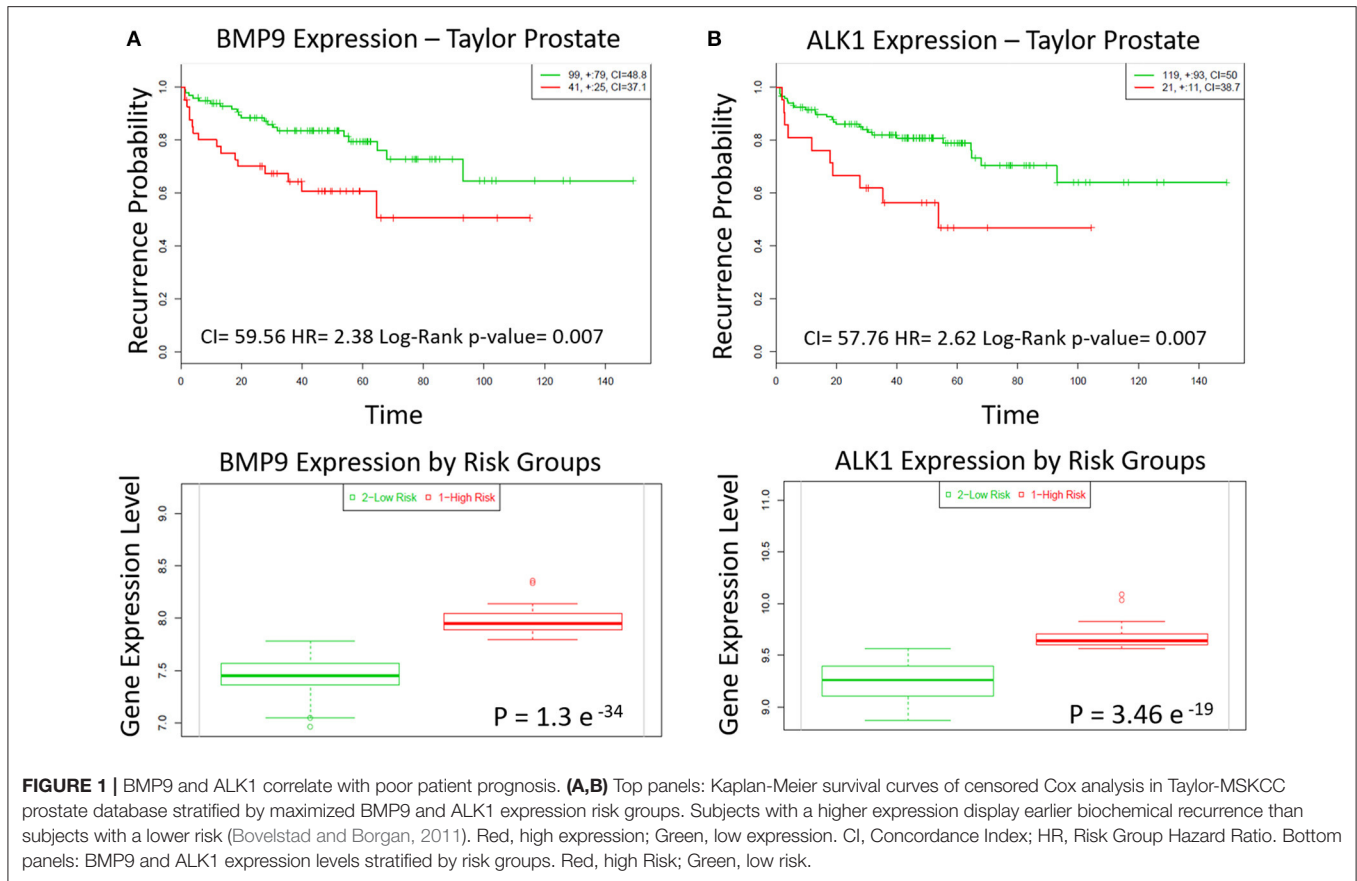 A
BMP9 Expression – Taylor Prostate
99, +:79, CI=48.8
41, +:25, CI=37.1
Recurrence Probability
1.0
0.8
0.6
0.4
0.2
0.0
CI= 59.56 HR= 2.38 Log-Rank p-value= 0.007
0 20 40 60 80 100 120 140
Time
B
ALK1 Expression – Taylor Prostate
119, +:93, CI=50
21, +:11, CI=38.7
Recurrence Probability
1.0
0.8
0.6
0.4
0.2
0.0
CI= 57.76 HR= 2.62 Log-Rank p-value= 0.007
0 20 40 60 80 100 120 140
Time
BMP9 Expression by Risk Groups
2−Low Risk 1−High Risk
Gene Expression Level
9.0
8.5
8.0
7.5
7.0
P = 1.3 e -34
ALK1 Expression by Risk Groups
2−Low Risk 1−High Risk
Gene Expression Level
11.0
10.5
10.0
9.5
9.0
P = 3.46 e -19
FIGURE 1 | BMP9 and ALK1 correlate with poor patient prognosis. (A,B) Top panels: Kaplan-Meier survival curves of censored Cox analysis in Taylor-MSKCC
prostate database stratified by maximized BMP9 and ALK1 expression risk groups. Subjects with a higher expression display earlier biochemical recurrence than
subjects with a lower risk (Bovelstad and Borgan, 2011). Red, high expression; Green, low expression. CI, Concordance Index; HR, Risk Group Hazard Ratio. Bottom
panels: BMP9 and ALK1 expression levels stratified by risk groups. Red, high Risk; Green, low risk.